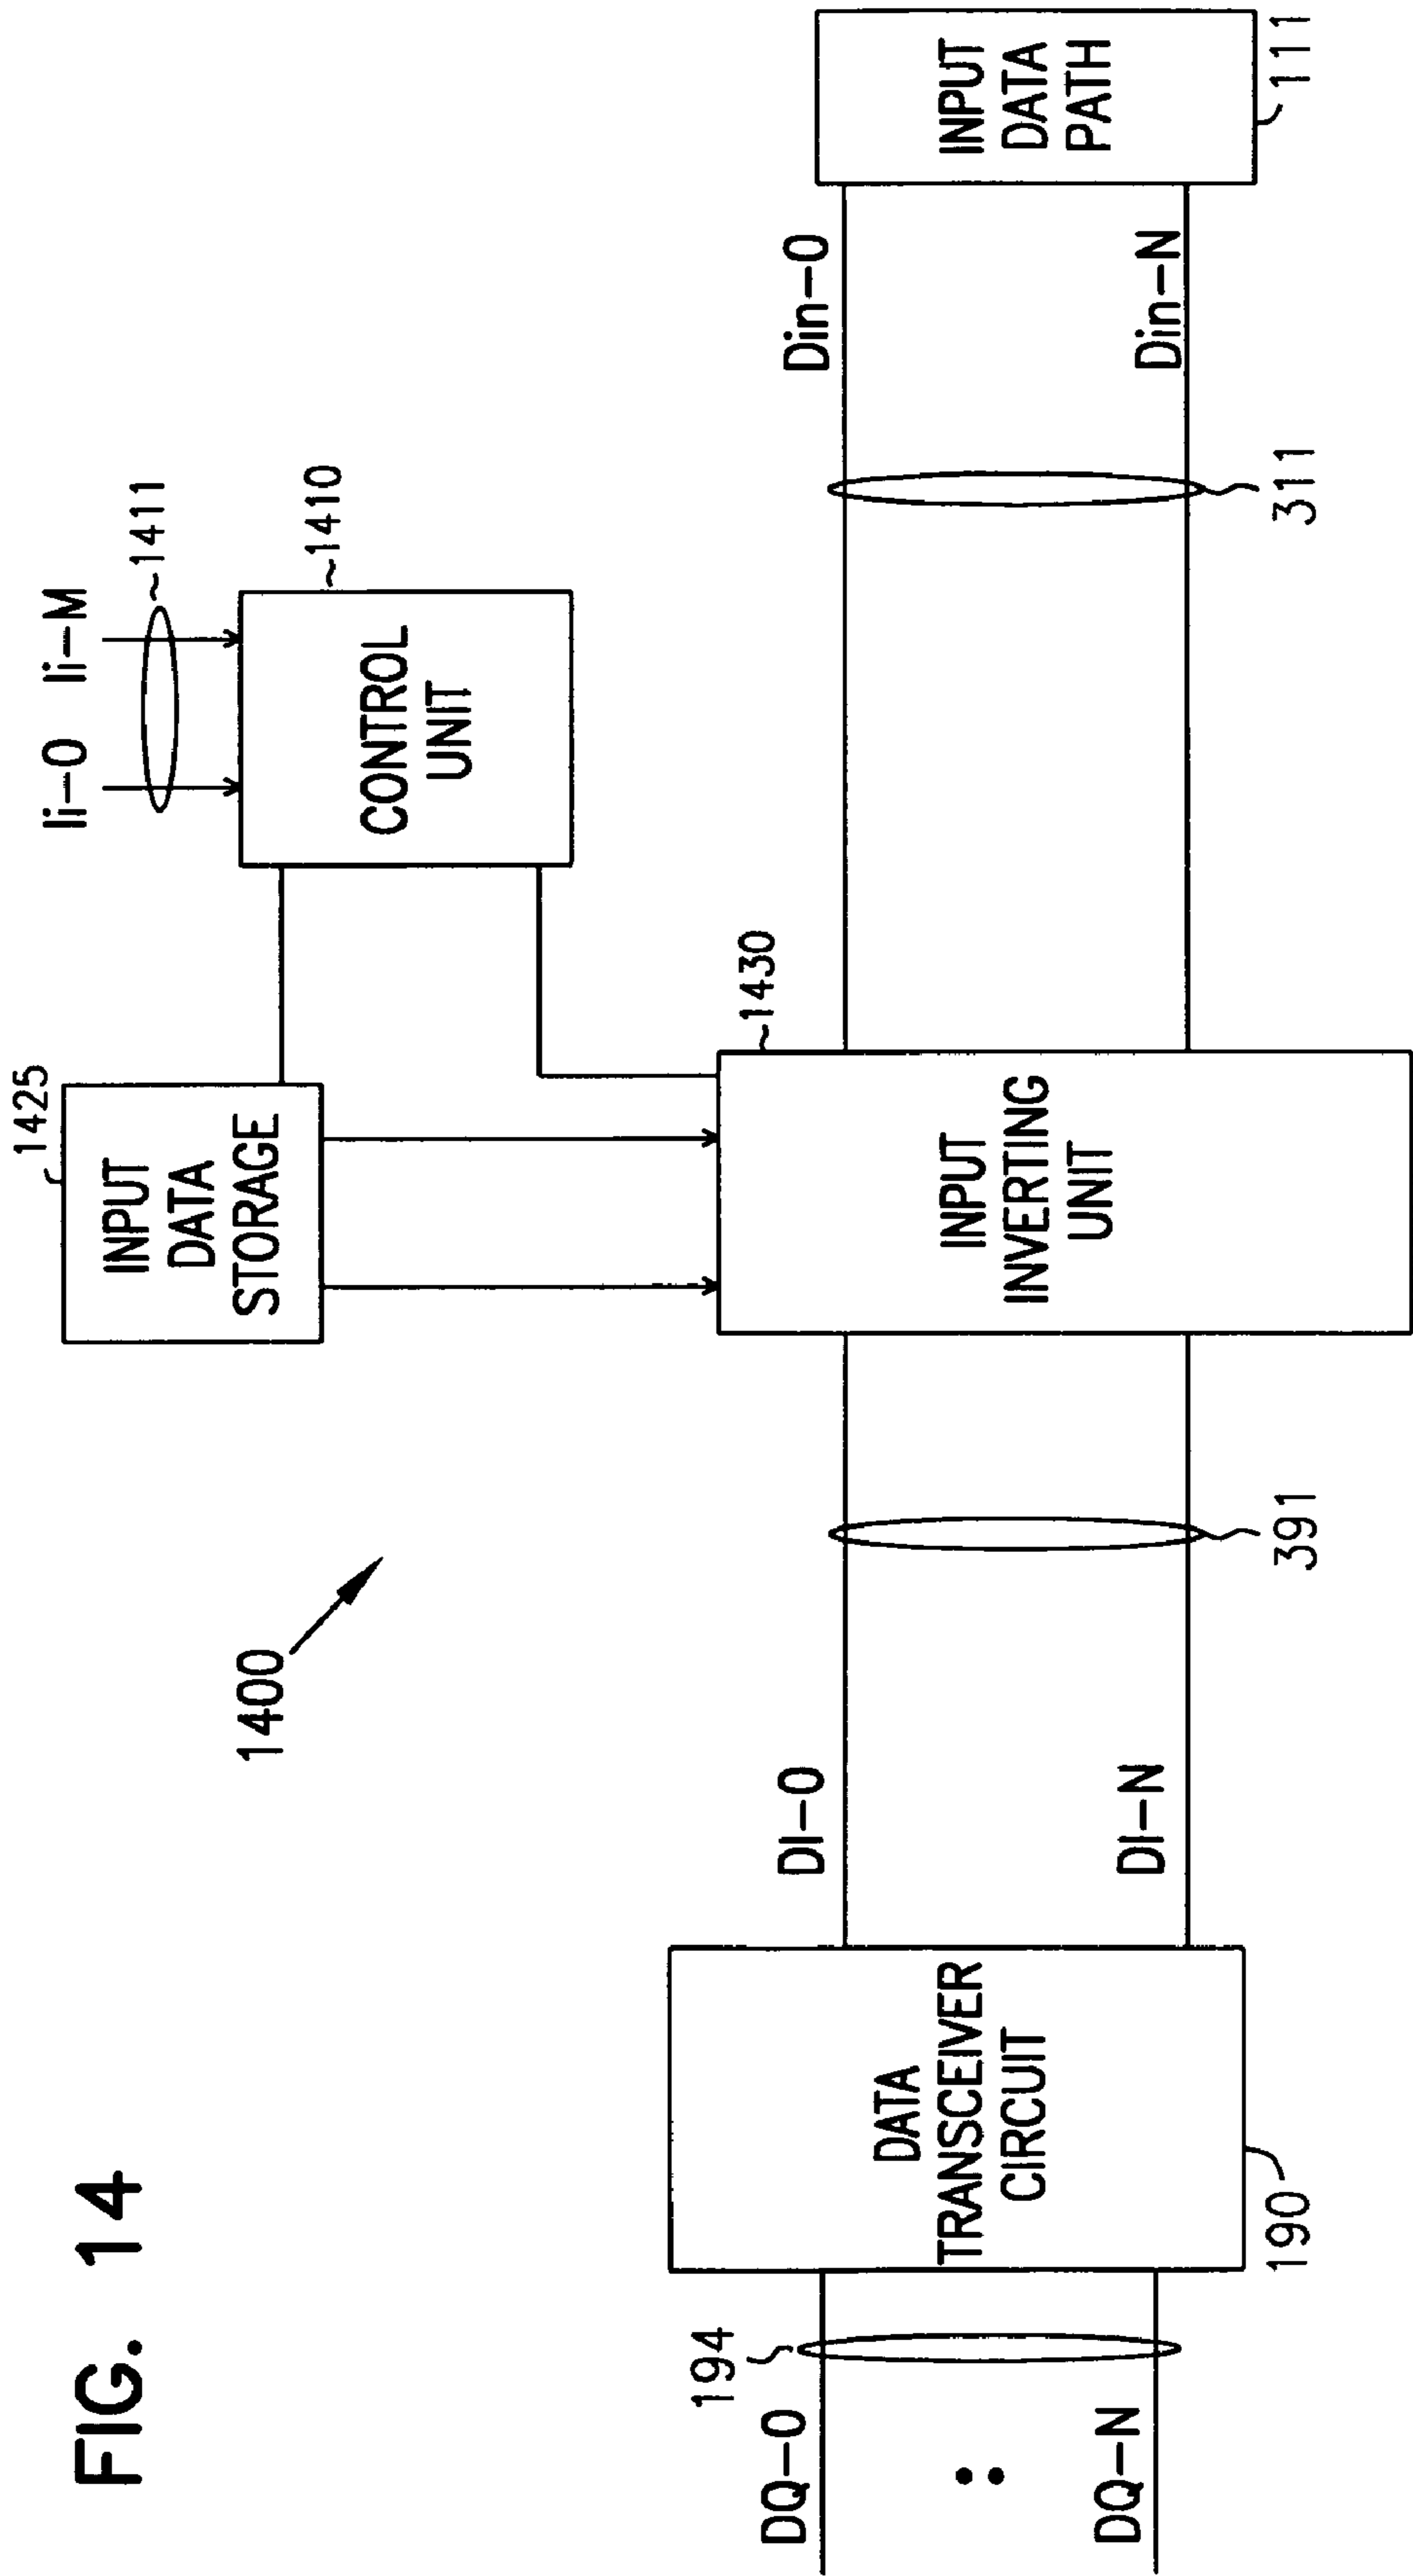 FIG. 14
1400
1425
INPUT
DATA
STORAGE
Ii-0 Ii-M
~1411
CONTROL
UNIT
~1410
DQ-0
DQ-N
194
DATA
TRANSCEIVER
CIRCUIT
190
DI-0
DI-N
391
INPUT
INVERTING
UNIT
~1430
Din-0
Din-N
311
INPUT
DATA
PATH
111